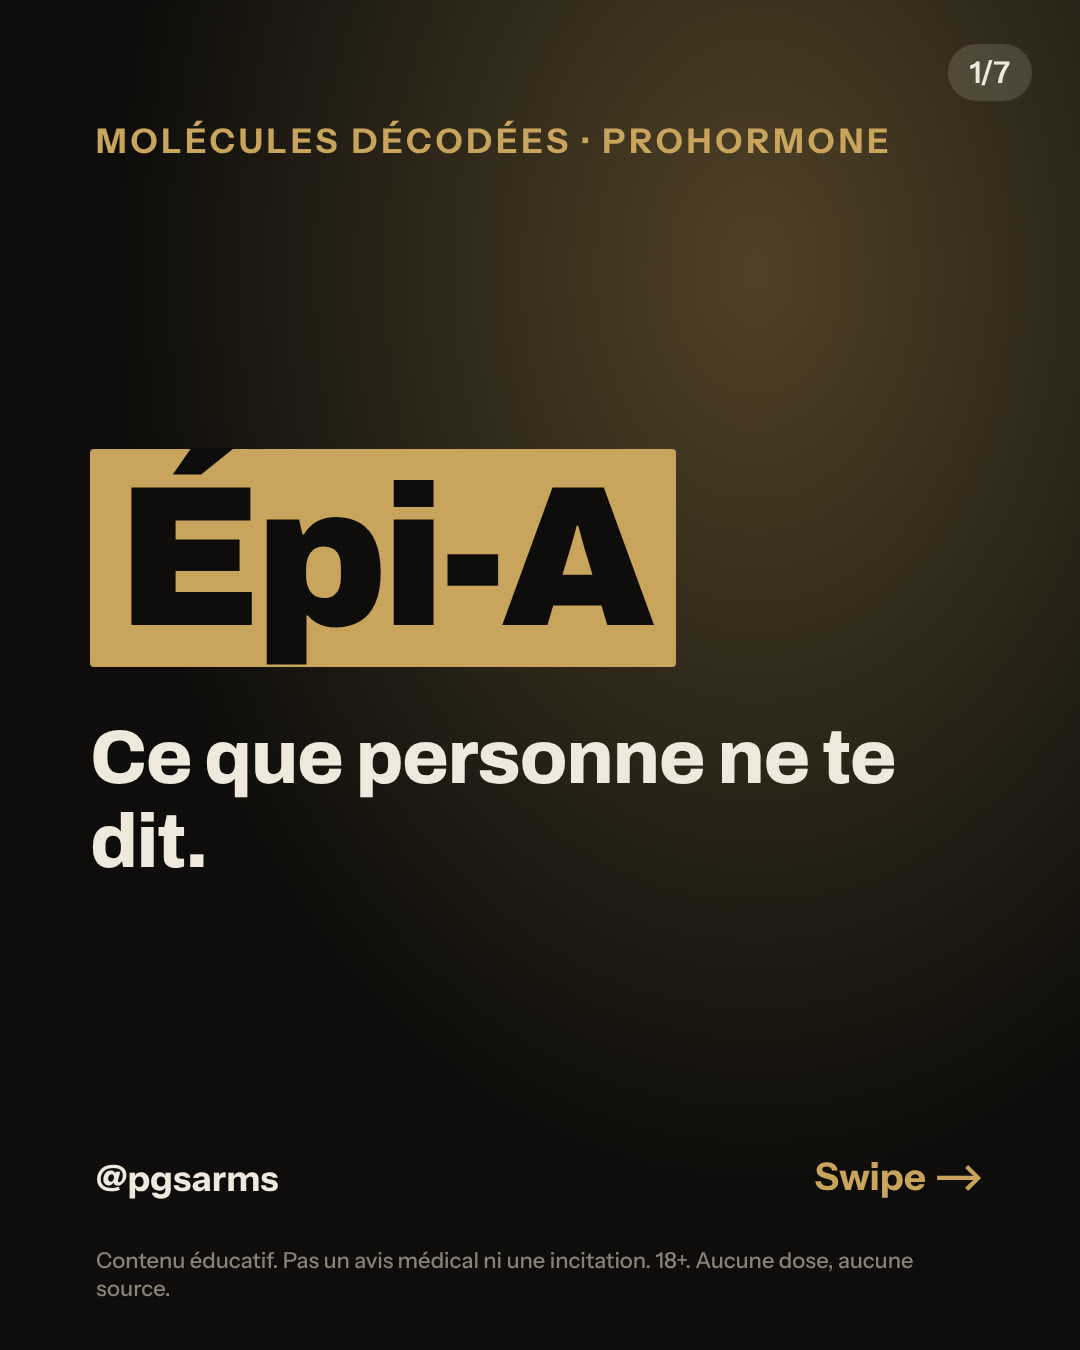 1/7
MOLÉCULES DÉCODÉES · PROHORMONE
Épi-A
Ce que personne ne te
dit.
@pgsarms
Swipe →
Contenu éducatif. Pas un avis médical ni une incitation. 18+. Aucune dose, aucune
source.